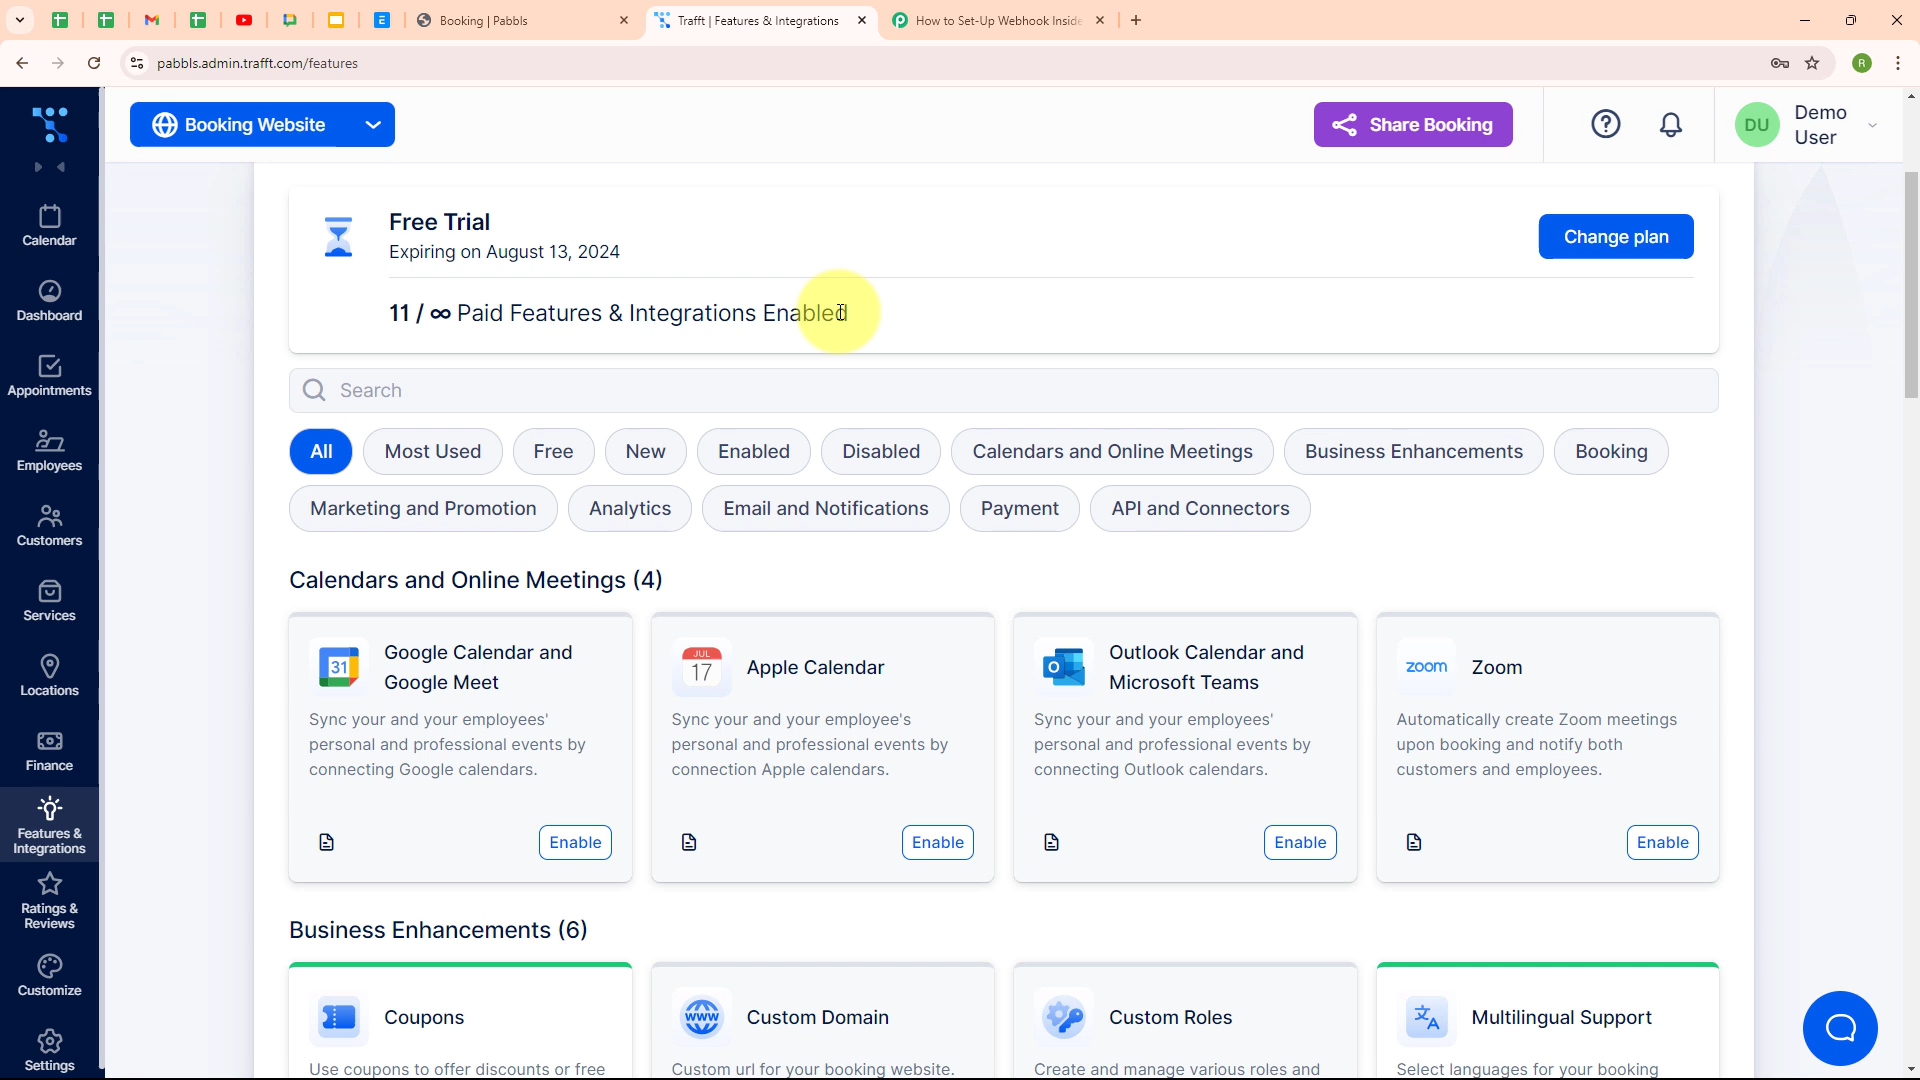 Booking | Pabbls
Trafft | Features & Integrations
How to Set-Up Webhook Inside
pabbls.admin.trafft.com/features
R
Booking Website
Share Booking
DU
Demo
User
Calendar
Dashboard
Appointments
Employees
Customers
Services
Locations
Finance
Features &
Integrations
Ratings &
Reviews
Customize
Settings
Free Trial
Expiring on August 13, 2024
Change plan
11 / ∞ Paid Features & Integrations Enabled
Search
All
Most Used
Free
New
Enabled
Disabled
Calendars and Online Meetings
Business Enhancements
Booking
Marketing and Promotion
Analytics
Email and Notifications
Payment
API and Connectors
Calendars and Online Meetings (4)
31
Google Calendar and
Google Meet
Sync your and your employees'
personal and professional events by
connecting Google calendars.
Enable
JUL
17
Apple Calendar
Sync your and your employee's
personal and professional events by
connection Apple calendars.
Enable
Outlook Calendar and
Microsoft Teams
Sync your and your employees'
personal and professional events by
connecting Outlook calendars.
Enable
zoom
Zoom
Automatically create Zoom meetings
upon booking and notify both
customers and employees.
Enable
Business Enhancements (6)
Coupons
Use coupons to offer discounts or free
www
Custom Domain
Custom url for your booking website.
Custom Roles
Create and manage various roles and
Multilingual Support
Select languages for your booking